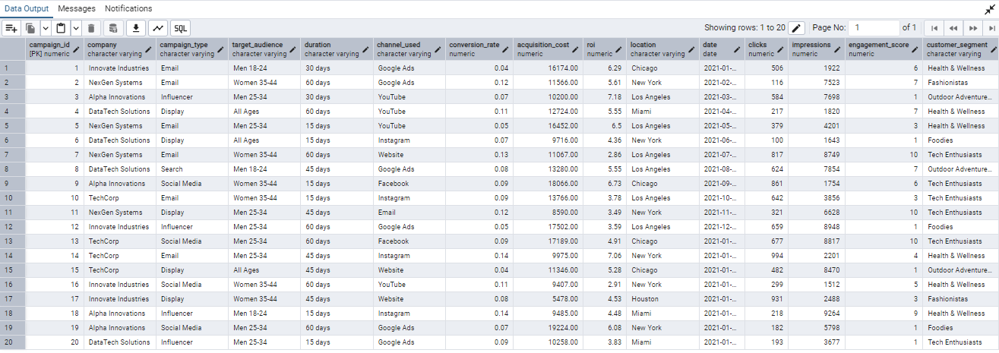 Data Output Messages Notifications
SQL Showing rows: 1 to 20 Page No: 1 of 1
campaign_id company campaign_type target_audience duration channel_used conversion_rate acquisition_cost roi location date clicks impressions engagement_score customer_segment
[PK] numeric character varying character varying character varying character varying character varying numeric numeric numeric character varying date numeric numeric numeric character varying
1 1 Innovate Industries Email Men 18-24 30 days Google Ads 0.04 16174.00 6.29 Chicago 2021-01-... 506 1922 6 Health & Wellness
2 2 NexGen Systems Email Women 35-44 60 days Google Ads 0.12 11566.00 5.61 New York 2021-02-... 116 7523 7 Fashionistas
3 3 Alpha Innovations Influencer Men 25-34 30 days YouTube 0.07 10200.00 7.18 Los Angeles 2021-03-... 584 7698 1 Outdoor Adventure...
4 4 DataTech Solutions Display All Ages 60 days YouTube 0.11 12724.00 5.55 Miami 2021-04-... 217 1820 7 Health & Wellness
5 5 NexGen Systems Email Men 25-34 15 days YouTube 0.05 16452.00 6.5 Los Angeles 2021-05-... 379 4201 3 Health & Wellness
6 6 DataTech Solutions Display All Ages 15 days Instagram 0.07 9716.00 4.36 New York 2021-06-... 100 1643 1 Foodies
7 7 NexGen Systems Email Women 35-44 60 days Website 0.13 11067.00 2.86 Los Angeles 2021-07-... 817 8749 10 Tech Enthusiasts
8 8 DataTech Solutions Search Men 18-24 45 days Google Ads 0.08 13280.00 5.55 Los Angeles 2021-08-... 624 7854 7 Outdoor Adventure...
9 9 Alpha Innovations Social Media Women 35-44 15 days Facebook 0.09 18066.00 6.73 Chicago 2021-09-... 861 1754 6 Tech Enthusiasts
10 10 TechCorp Email Women 35-44 15 days Instagram 0.09 13766.00 3.78 Los Angeles 2021-10-... 642 3856 3 Tech Enthusiasts
11 11 NexGen Systems Display Men 25-34 45 days Email 0.12 8590.00 3.49 New York 2021-11-... 321 6628 10 Tech Enthusiasts
12 12 Innovate Industries Influencer Men 25-34 60 days Google Ads 0.05 17502.00 3.59 Los Angeles 2021-12-... 659 8948 1 Foodies
13 13 TechCorp Social Media Men 25-34 60 days Facebook 0.09 17189.00 4.91 Chicago 2021-01-... 677 8817 10 Tech Enthusiasts
14 14 TechCorp Email Men 25-34 45 days Instagram 0.14 9975.00 7.06 New York 2021-01-... 994 2201 4 Health & Wellness
15 15 TechCorp Display All Ages 45 days Website 0.04 11346.00 5.28 Chicago 2021-01-... 482 8470 1 Outdoor Adventure...
16 16 Innovate Industries Social Media Women 35-44 60 days YouTube 0.11 9407.00 2.91 New York 2021-01-... 299 1512 5 Health & Wellness
17 17 Innovate Industries Display Women 35-44 45 days Website 0.08 5478.00 4.53 Houston 2021-01-... 931 2488 3 Fashionistas
18 18 Alpha Innovations Influencer Men 18-24 15 days Instagram 0.14 9485.00 4.48 Miami 2021-01-... 218 9264 9 Health & Wellness
19 19 Alpha Innovations Social Media Men 25-34 60 days Google Ads 0.07 19224.00 6.08 New York 2021-01-... 182 5798 1 Foodies
20 20 DataTech Solutions Influencer Men 25-34 60 days Google Ads 0.09 10258.00 3.83 Miami 2021-01-... 193 3677 1 Tech Enthusiasts